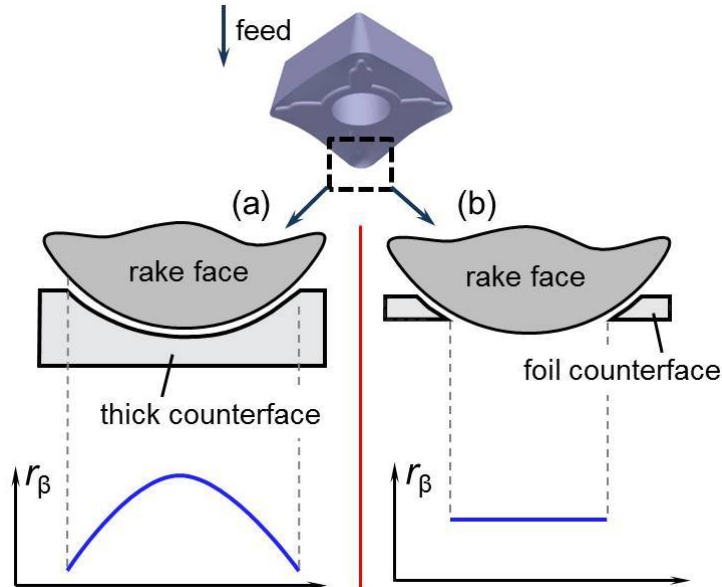 feed
(a)
(b)
rake face
rake face
thick counterface
foil counterface
rβ
rβ